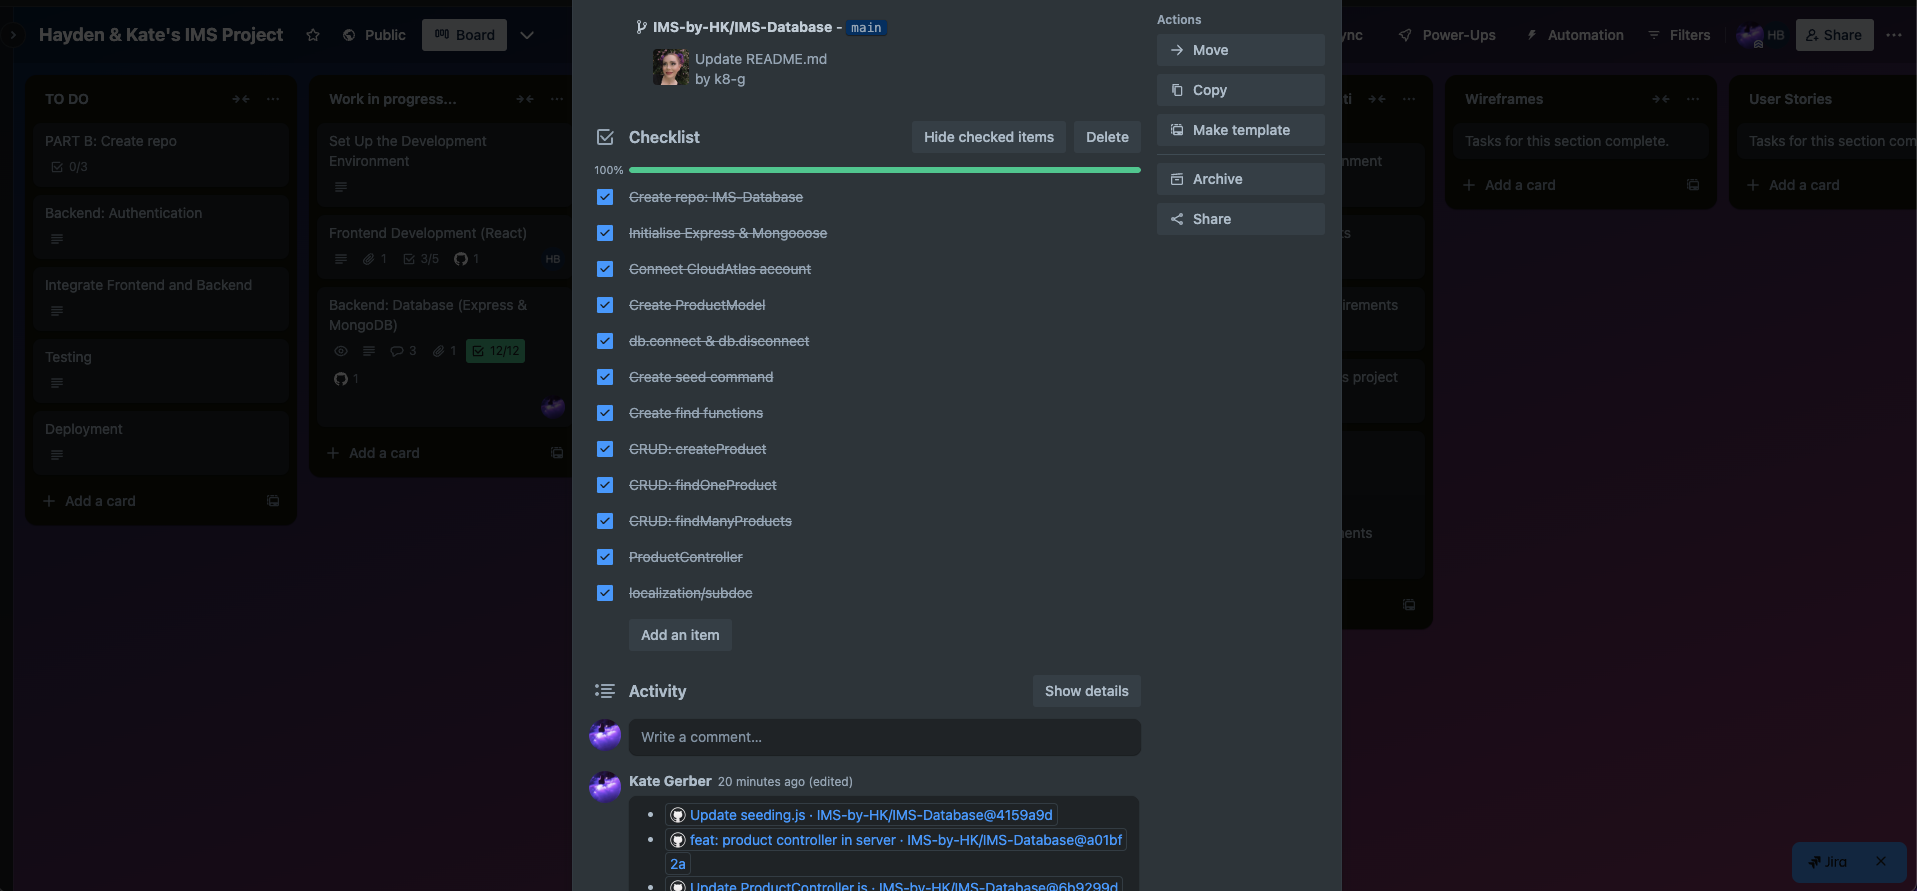 Hayden & Kate's IMS Project
Public
Board
TO DO
PART B: Create repo
0/3
Backend: Authentication
Integrate Frontend and Backend
Testing
Deployment
Add a card
Work in progress...
Set Up the Development
Environment
Frontend Development (React)
1
3/5
1
HB
Backend: Database (Express &
MongoDB)
3
1
12/12
1
Add a card
IMS-by-HK/IMS-Database - main
Update README.md
by k8-g
Checklist
Hide checked items
Delete
100%
Create repo: IMS-Database
Initialise Express & Mongooose
Connect CloudAtlas account
Create ProductModel
db.connect & db.disconnect
Create seed command
Create find functions
CRUD: createProduct
CRUD: findOneProduct
CRUD: findManyProducts
ProductController
localization/subdoc
Add an item
Activity
Show details
Write a comment...
Kate Gerber 20 minutes ago (edited)
• Update seeding.js · IMS-by-HK/IMS-Database@4159a9d
• feat: product controller in server · IMS-by-HK/IMS-Database@a01bf
2a
• Update ProductController.js · IMS-by-HK/IMS-Database@6b9299d
Actions
Move
Copy
Make template
Archive
Share
Power-Ups
Automation
Filters
HB
Share
Wireframes
Tasks for this section complete.
Add a card
User Stories
Tasks for this section com
Add a card
Jira